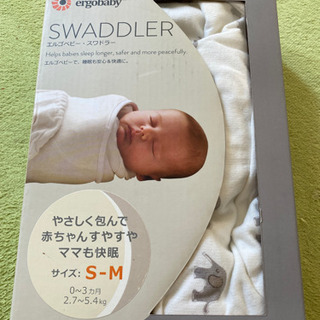 ergobaby
SWADDLER
エルゴベビー・スワドラー
Helps babies sleep longer, safer and more peacefully.
エルゴベビーで、睡眠も安心&快適に。
やさしく包んで
赤ちゃんすやすや
ママも快眠
サイズ: S-M
0~3カ月
2.7~5.4kg